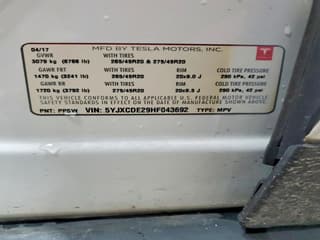 04/17 MFD BY TESLA MOTORS, INC.
GVWR WITH TIRES
3079 kg (6788 lb) 265/45R20 & 275/45R20
GAWR FRT WITH TIRES RIM COLD TIRE PRESSURE
1470 kg (3241 lb) 265/45R20 20x9.0 J 290 kPa, 42 psi
GAWR RR WITH TIRES RIM COLD TIRE PRESSURE
1720 kg (3792 lb) 275/45R20 20x9.5 J 290 kPa, 42 psi
THIS VEHICLE CONFORMS TO ALL APPLICABLE U.S. FEDERAL MOTOR VEHICLE
SAFETY STANDARDS IN EFFECT ON THE DATE OF MANUFACTURE SHOWN ABOVE.
PNT: PPSW VIN: 5YJXCDE29HF043692 TYPE: MPV